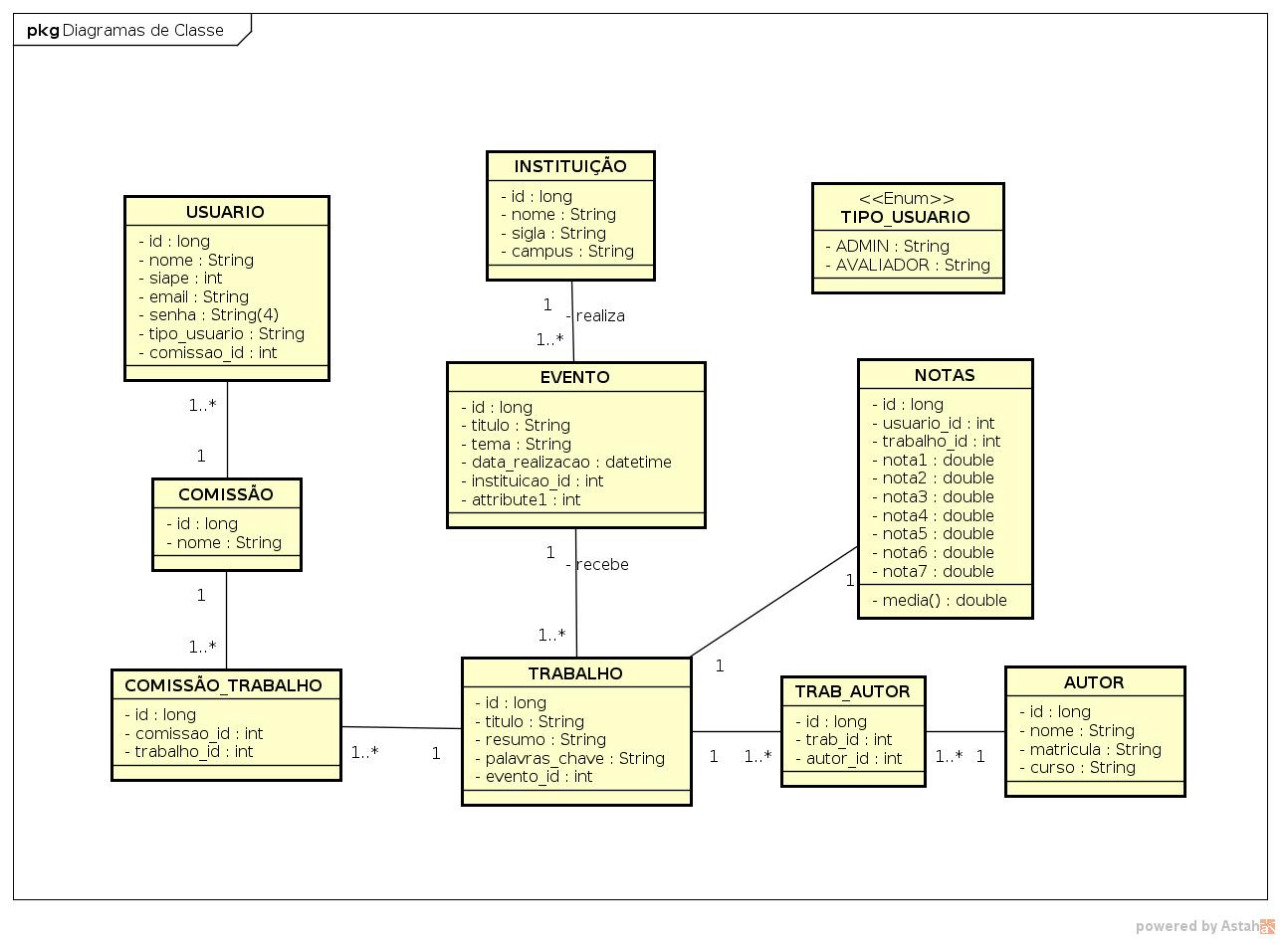 pkg Diagramas de Classe
INSTITUIÇÃO
- id : long
- nome : String
- sigla : String
- campus : String
<<Enum>>
TIPO_USUARIO
- ADMIN : String
- AVALIADOR : String
USUARIO
- id : long
- nome : String
- siape : int
- email : String
- senha : String(4)
- tipo_usuario : String
- comissao_id : int
1
- realiza
1..*
EVENTO
- id : long
- titulo : String
- tema : String
- data_realizacao : datetime
- instituicao_id : int
- attribute1 : int
NOTAS
- id : long
- usuario_id : int
- trabalho_id : int
- nota1 : double
- nota2 : double
- nota3 : double
- nota4 : double
- nota5 : double
- nota6 : double
- nota7 : double
- media() : double
1..*
1
COMISSÃO
- id : long
- nome : String
1
1..*
1
- recebe
1..*
1
1
COMISSÃO_TRABALHO
- id : long
- comissao_id : int
- trabalho_id : int
1..*
1
TRABALHO
- id : long
- titulo : String
- resumo : String
- palavras_chave : String
- evento_id : int
1
1..*
TRAB_AUTOR
- id : long
- trab_id : int
- autor_id : int
1..*
1
AUTOR
- id : long
- nome : String
- matricula : String
- curso : String
powered by Astah